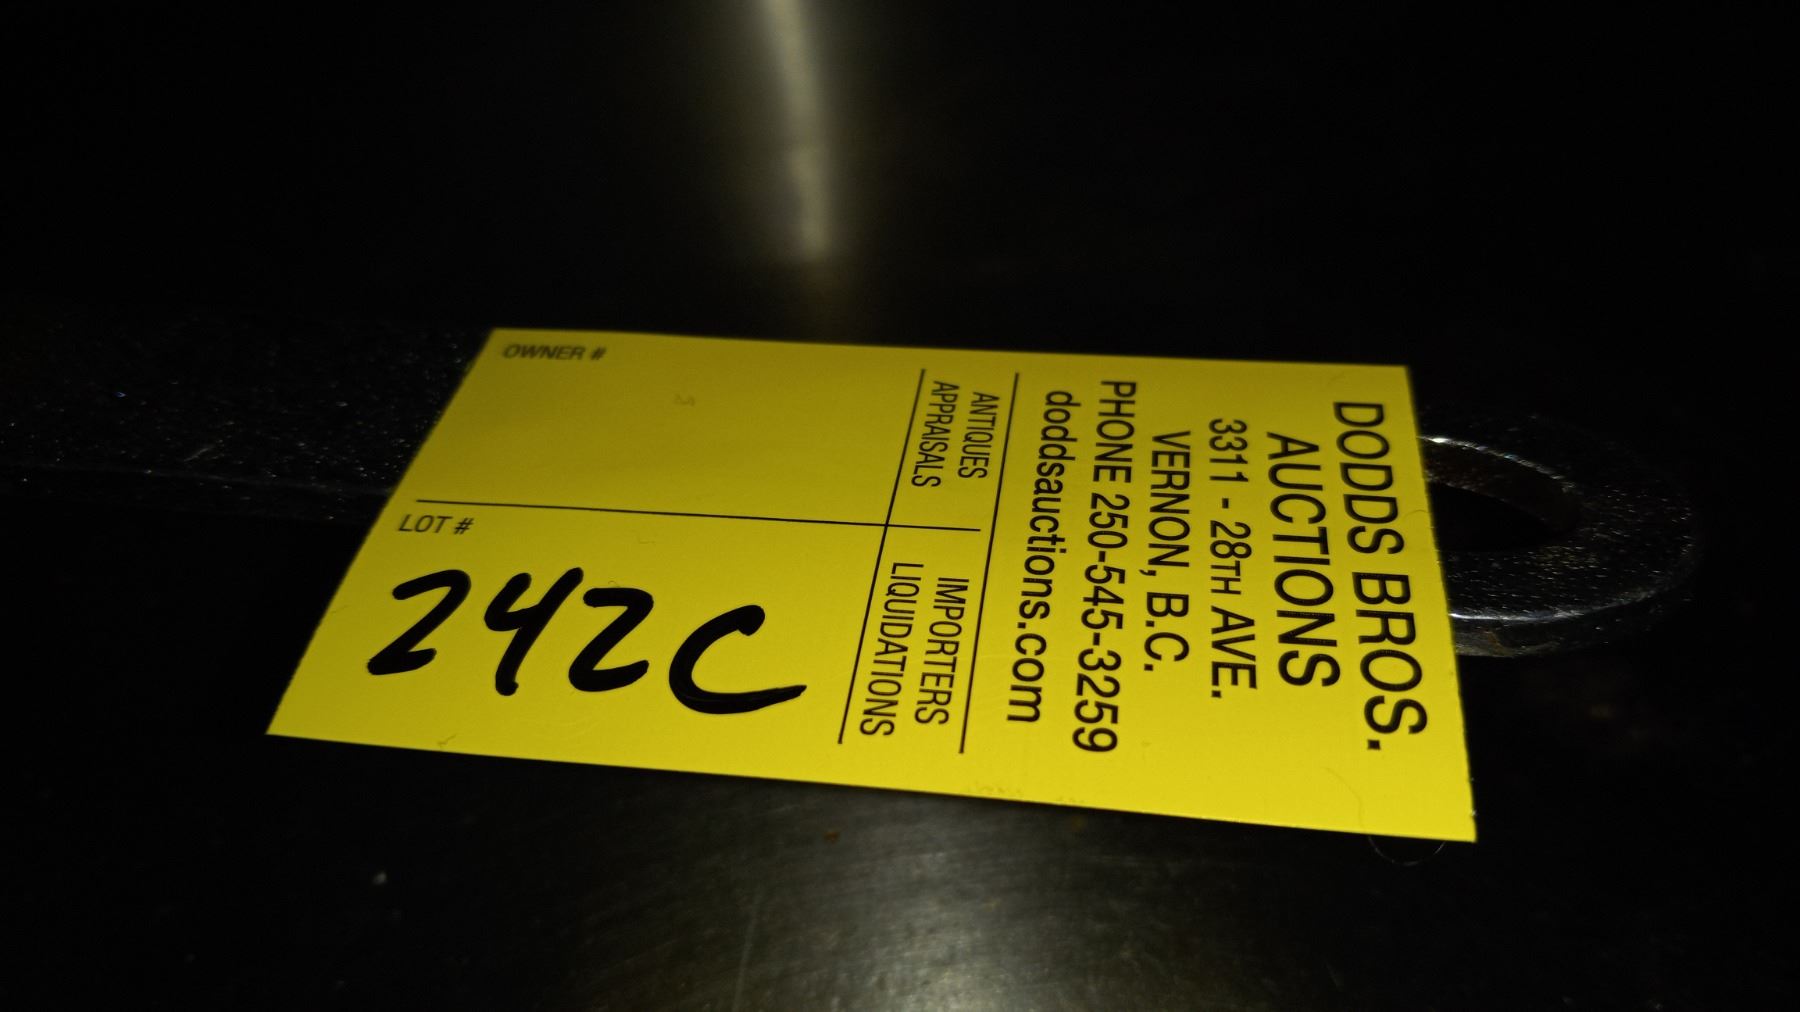 DODDS BROS.
AUCTIONS
3311 - 28TH AVE.
VERNON, B.C.
PHONE 250-545-3259
doddsauctions.com
ANTIQUES
APPRAISALS
IMPORTERS
LIQUIDATIONS
OWNER #
LOT #
242C